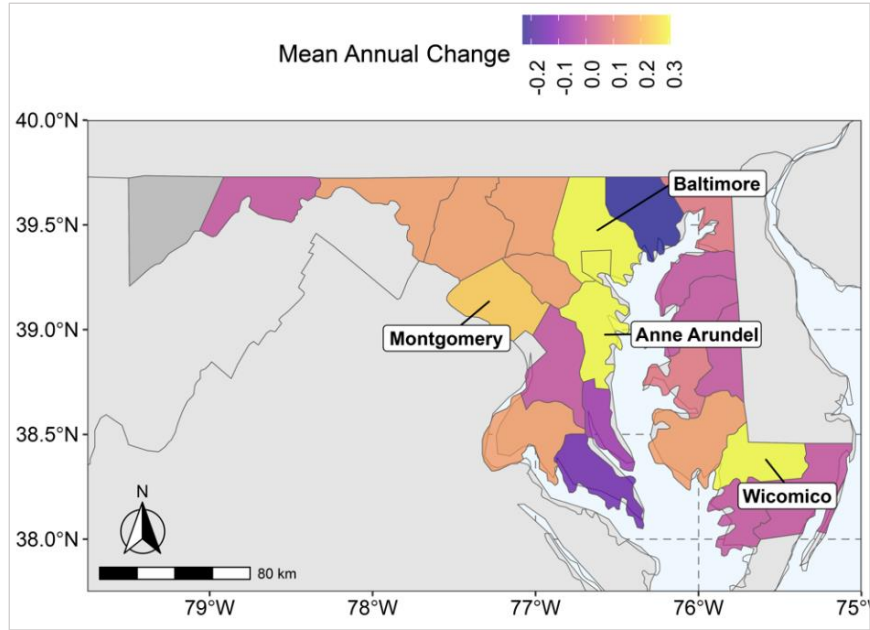 Mean Annual Change
-0.2
-0.1
0.0
0.1
0.2
0.3
40.0°N
Baltimore
39.5°N
39.0°N
Montgomery
Anne Arundel
38.5°N
Wicomico
N
38.0°N
80 km
79°W
78°W
77°W
76°W
75°W